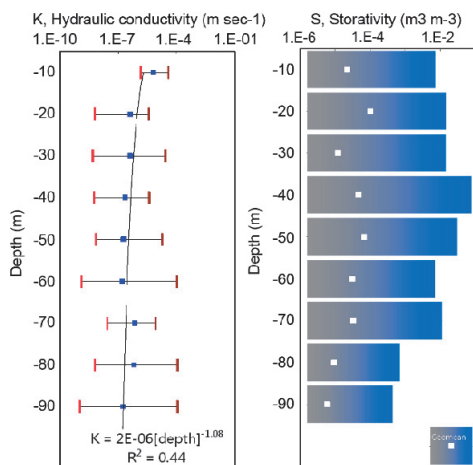 K, Hydraulic conductivity (m sec-1)
1.E-10 1.E-7 1.E-4 1.E-01
-10
-20
-30
-40
-50
-60
-70
-80
-90
Depth (m)
K = 2E-06[depth]-1.08
R2 = 0.44
S, Storativity (m3 m-3)
1.E-6 1.E-4 1.E-2
-10
-20
-30
-40
-50
-60
-70
-80
-90
Depth (m)
Geomean